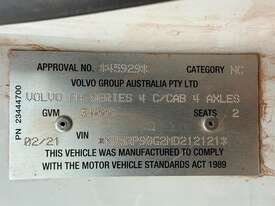 APPROVAL NO. *45929* CATEGORY NC
VOLVO GROUP AUSTRALIA PTY LTD
VOLVO FH SERIES 4 C/CAB 4 AXLES
GVM SEATS 2
02/21 VIN
THIS VEHICLE WAS MANUFACTURED TO COMPLY
WITH THE MOTOR VEHICLE STANDARDS ACT 1989
PN 23444700